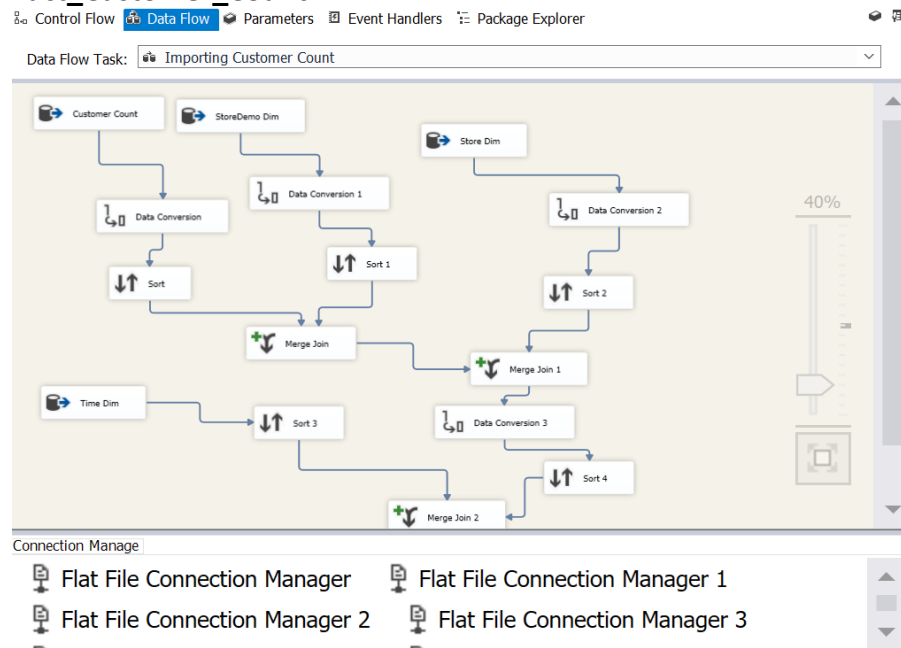 Control Flow Data Flow Parameters Event Handlers Package Explorer
Data Flow Task: Importing Customer Count
Customer Count
StoreDemo Dim
Store Dim
Data Conversion 1
Data Conversion
Data Conversion 2
40%
Sort 1
Sort
Sort 2
Merge Join
Merge Join 1
Time Dim
Sort 3
Data Conversion 3
Sort 4
Merge Join 2
Connection Manage
Flat File Connection Manager Flat File Connection Manager 1
Flat File Connection Manager 2 Flat File Connection Manager 3